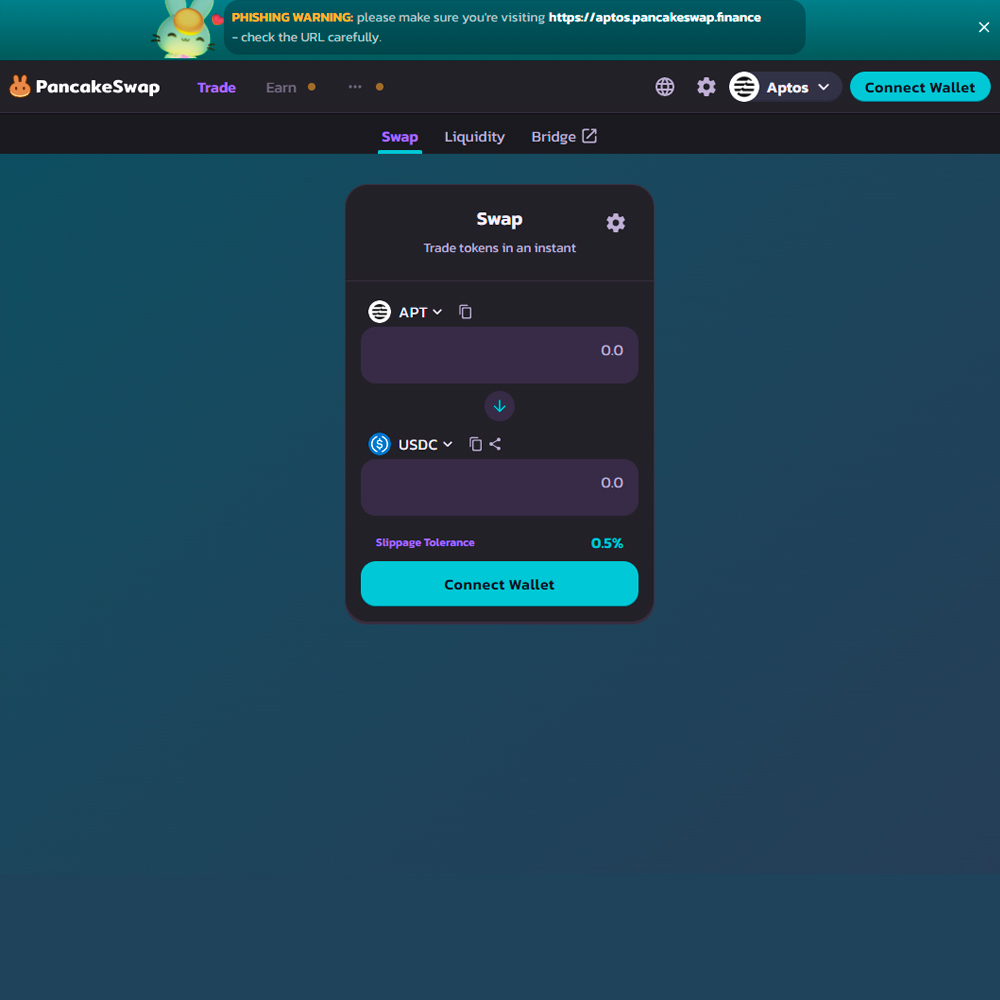 PHISHING WARNING: please make sure you're visiting https://aptos.pancakeswap.finance
- check the URL carefully.
PancakeSwap Trade Earn ··· Aptos Connect Wallet
Swap Liquidity Bridge
Swap
Trade tokens in an instant
APT
0.0
USDC
0.0
Slippage Tolerance 0.5%
Connect Wallet